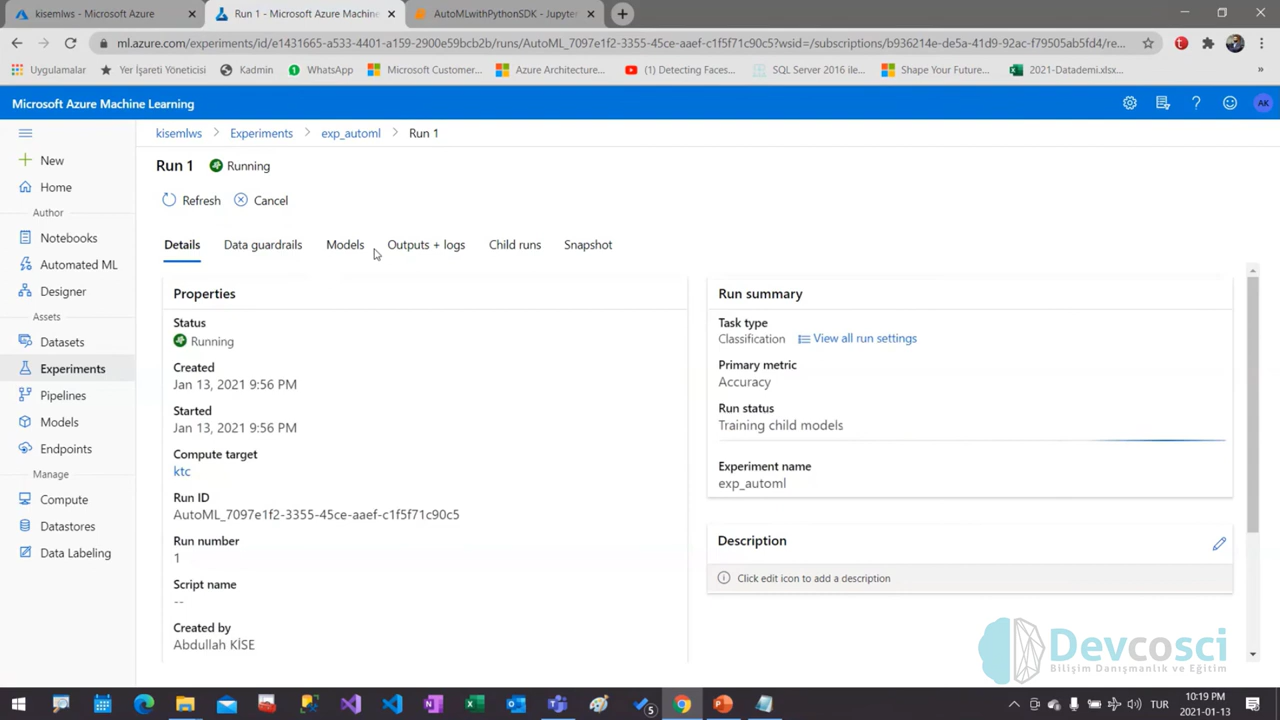 kisemlws - Microsoft Azure
Run 1 - Microsoft Azure Machine
AutoMLwithPythonSDK - Jupyter
ml.azure.com/experiments/id/e1431665-a533-4401-a159-2900e59bcb2b/runs/AutoML_7097e1f2-3355-45ce-aaef-c1f5f71c90c5?wsid=/subscriptions/b936214e-de5a-41d9-92ac-f79505ab5fd4/re...
Uygulamalar
Yer İşareti Yöneticisi
Kadmin
WhatsApp
Microsoft Customer...
Azure Architecture...
(1) Detecting Faces...
SQL Server 2016 ile...
Shape Your Future...
2021-Datademi.xlsx...
»
Microsoft Azure Machine Learning
AK
kisemlws > Experiments > exp_automl > Run 1
New
Home
Author
Notebooks
Automated ML
Designer
Assets
Datasets
Experiments
Pipelines
Models
Endpoints
Manage
Compute
Datastores
Data Labeling
Run 1 Running
Refresh Cancel
Details Data guardrails Models Outputs + logs Child runs Snapshot
Properties
Status
Running
Created
Jan 13, 2021 9:56 PM
Started
Jan 13, 2021 9:56 PM
Compute target
ktc
Run ID
AutoML_7097e1f2-3355-45ce-aaef-c1f5f71c90c5
Run number
1
Script name
--
Created by
Abdullah KİSE
Run summary
Task type
Classification View all run settings
Primary metric
Accuracy
Run status
Training child models
Experiment name
exp_automl
Description
Click edit icon to add a description
Devcosci
Bilişim Danışmanlık ve Eğitim
5
TUR
10:19 PM
2021-01-13